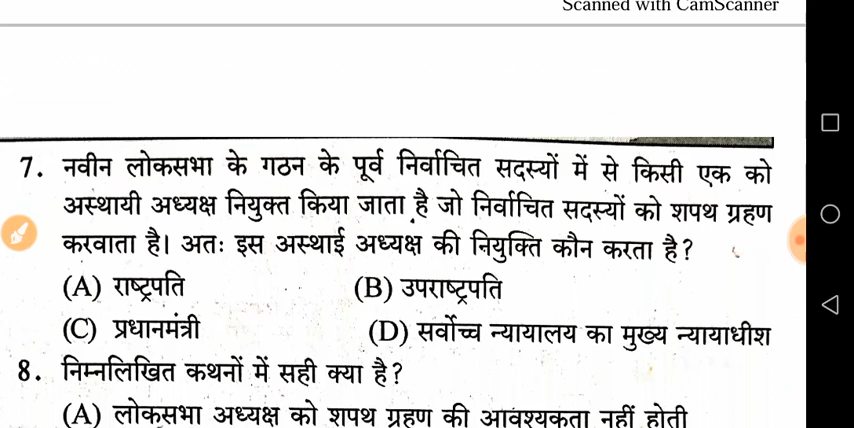 Scanned with CamScanner
7. नवीन लोकसभा के गठन के पूर्व निर्वाचित सदस्यों में से किसी एक को
अस्थायी अध्यक्ष नियुक्त किया जाता है जो निर्वाचित सदस्यों को शपथ ग्रहण
करवाता है। अतः इस अस्थाई अध्यक्ष की नियुक्ति कौन करता है?
(A) राष्ट्रपति (B) उपराष्ट्रपति
(C) प्रधानमंत्री (D) सर्वोच्च न्यायालय का मुख्य न्यायाधीश
8. निम्नलिखित कथनों में सही क्या है?
(A) लोकसभा अध्यक्ष को शपथ ग्रहण की आवश्यकता नहीं होती